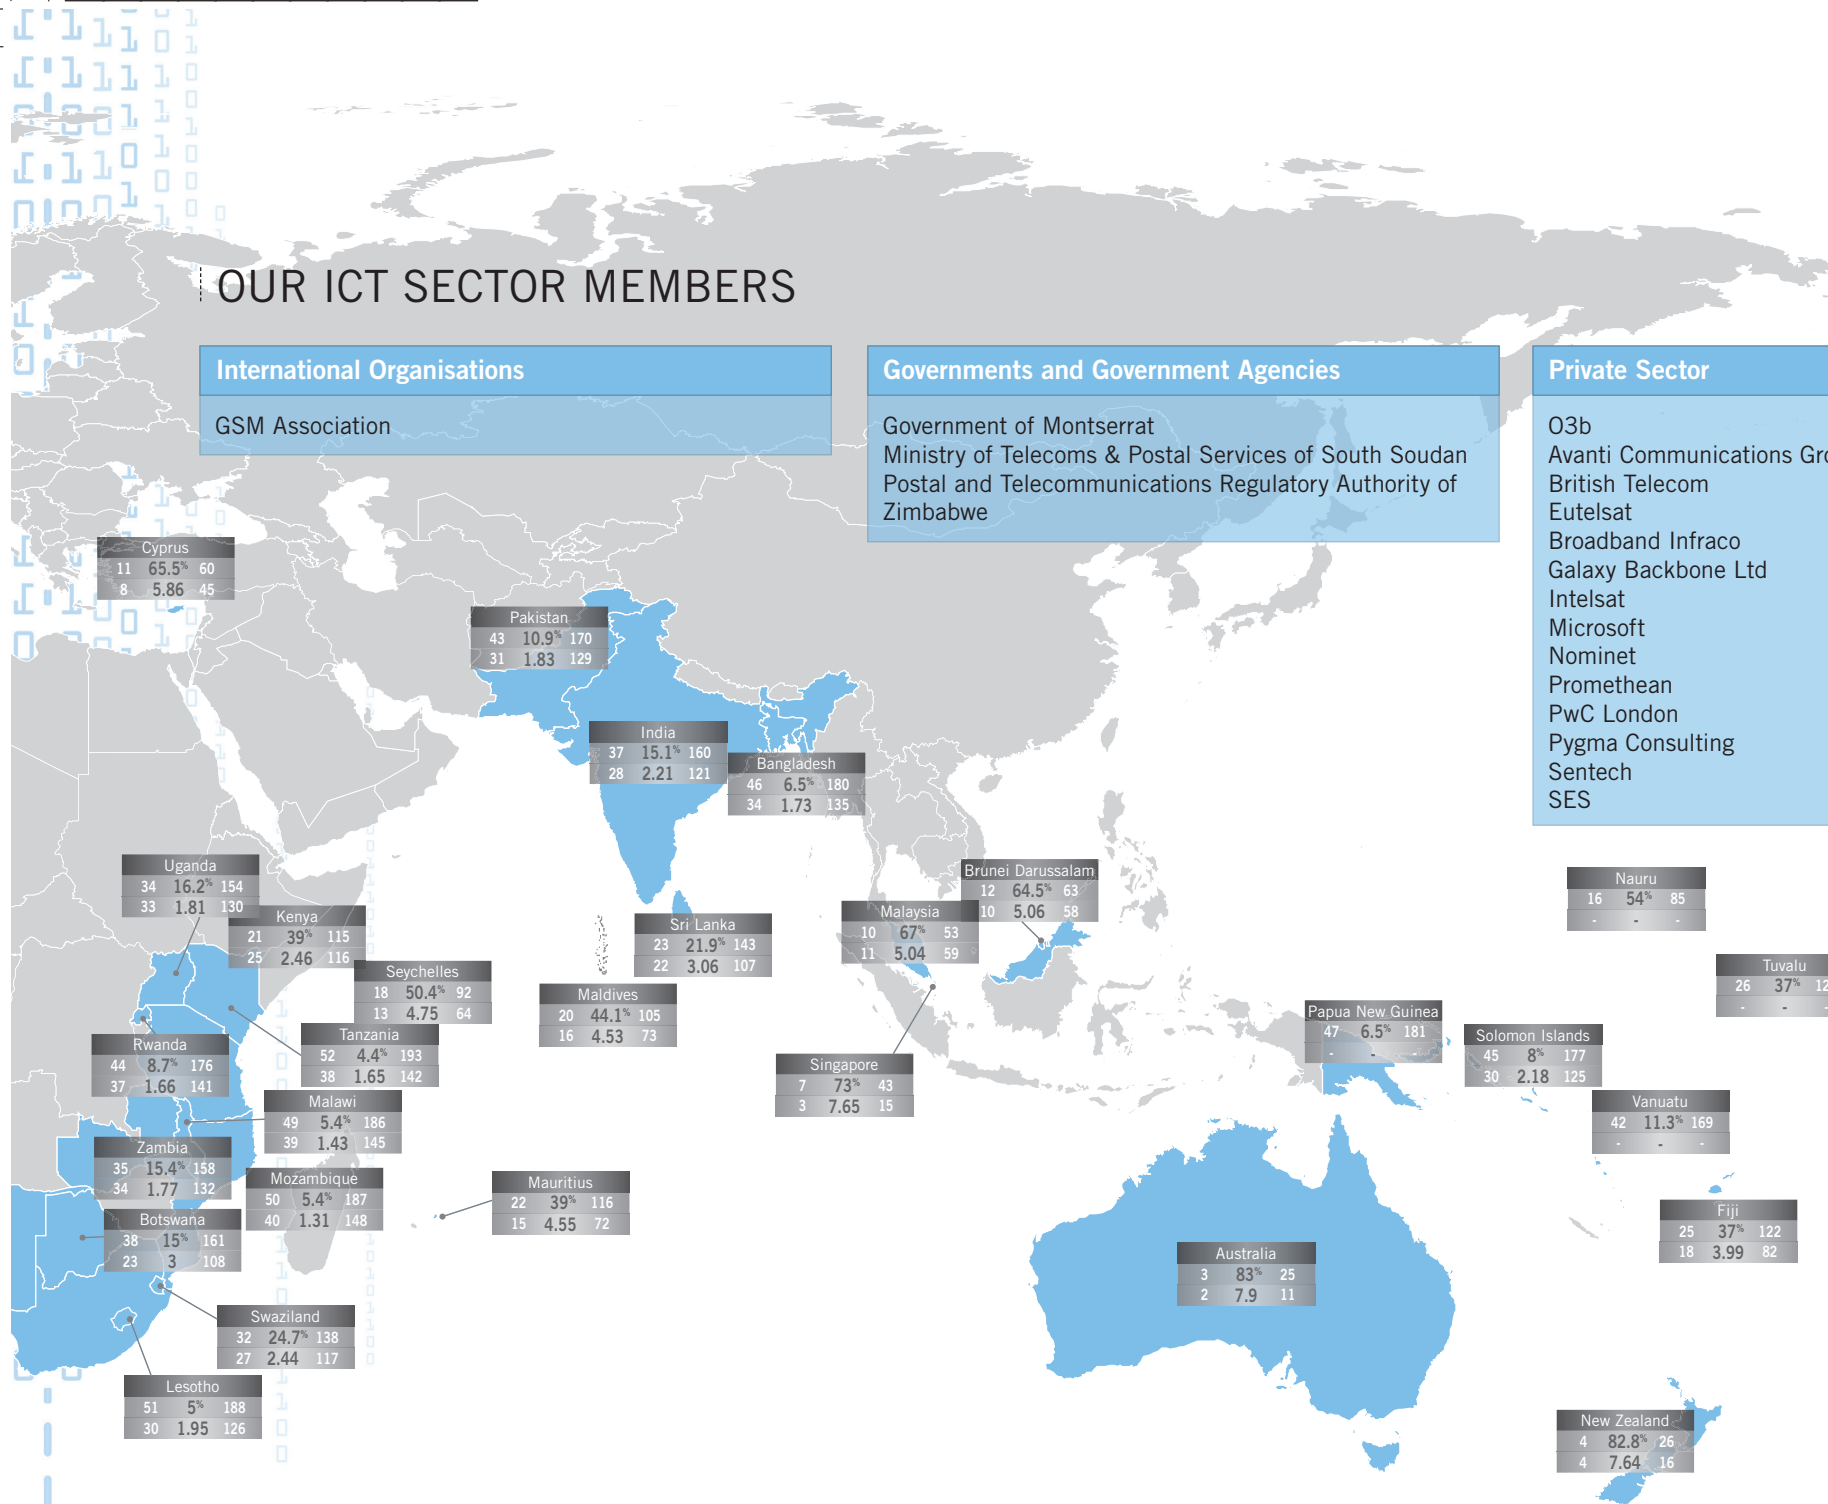 OUR ICT SECTOR MEMBERS
International Organisations
GSM Association
Governments and Government Agencies
Government of Montserrat
Ministry of Telecoms & Postal Services of South Soudan
Postal and Telecommunications Regulatory Authority of
Zimbabwe
Private Sector
O3b
Avanti Communications
British Telecom
Eutelsat
Broadband Infraco
Galaxy Backbone Ltd
Intelsat
Microsoft
Nominet
Promethean
PwC London
Pygma Consulting
Sentech
SES
Cyprus
11 65.5% 60
8 5.86 45
Pakistan
43 10.9% 170
31 1.83 129
India
37 15.1% 160
28 2.21 121
Bangladesh
46 6.5% 180
34 1.73 135
Uganda
34 16.2% 154
33 1.81 130
Kenya
21 39% 115
25 2.46 116
Seychelles
18 50.4% 92
13 4.75 64
Tanzania
52 4.4% 193
38 1.65 142
Rwanda
44 8.7% 176
37 1.66 141
Malawi
49 5.4% 186
39 1.43 145
Zambia
35 15.4% 158
34 1.77 132
Mozambique
50 5.4% 187
40 1.31 148
Botswana
38 15% 161
23 3 108
Swaziland
32 24.7% 138
27 2.44 117
Lesotho
51 5% 188
30 1.95 126
Mauritius
22 39% 116
15 4.55 72
Maldives
20 44.1% 105
16 4.53 73
Sri Lanka
23 21.9% 143
22 3.06 107
Malaysia
10 67% 53
11 5.04 59
Brunei Darussalam
12 64.5% 63
10 5.06 58
Singapore
7 73% 43
3 7.65 15
Papua New Guinea
47 6.5% 181
- - -
Solomon Islands
45 8% 177
30 2.18 125
Nauru
16 54% 85
- - -
Tuvalu
26 37%
- - -
Vanuatu
42 11.3% 169
- - -
Fiji
25 37% 122
18 3.99 82
Australia
3 83% 25
2 7.9 11
New Zealand
4 82.8% 26
4 7.64 16